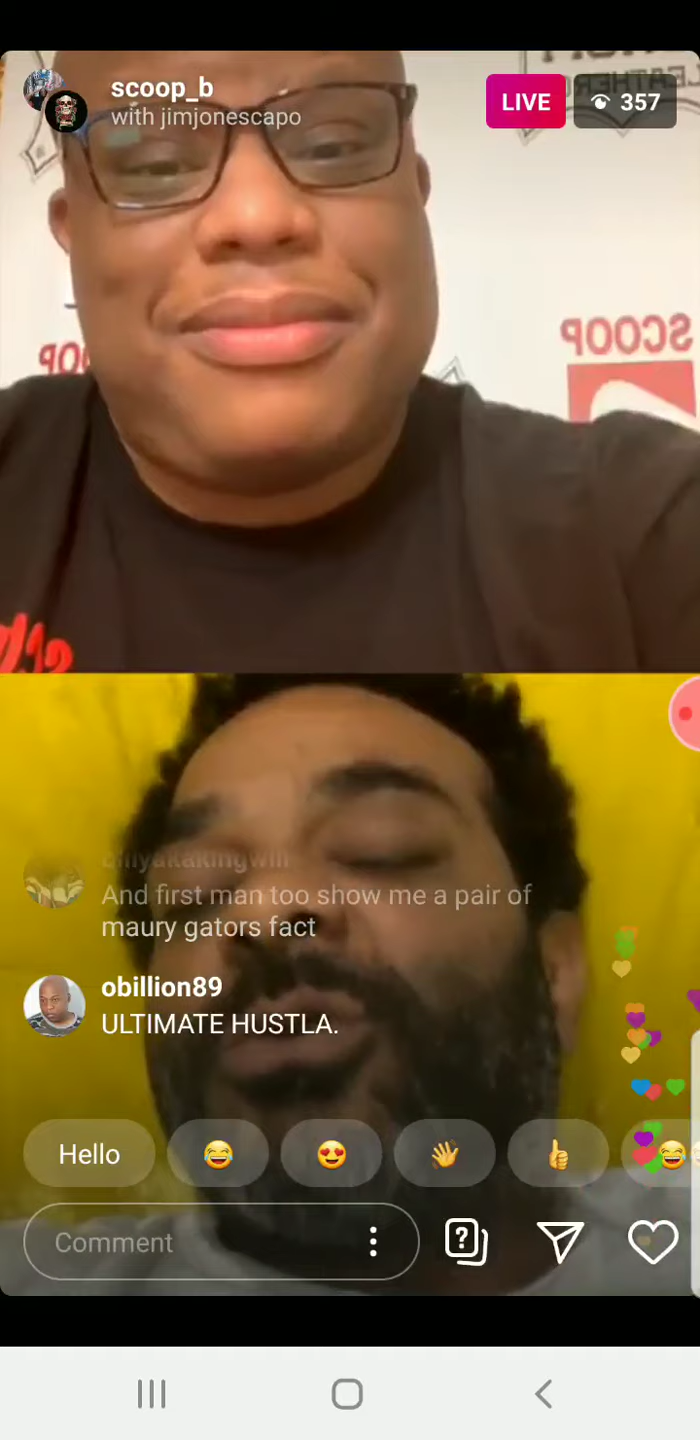 scoop_b
with jimjonescapo
LIVE
357
LEATHER
SCOOP
And first man too show me a pair of
maury gators fact
obillion89
ULTIMATE HUSTLA.
Hello
Comment